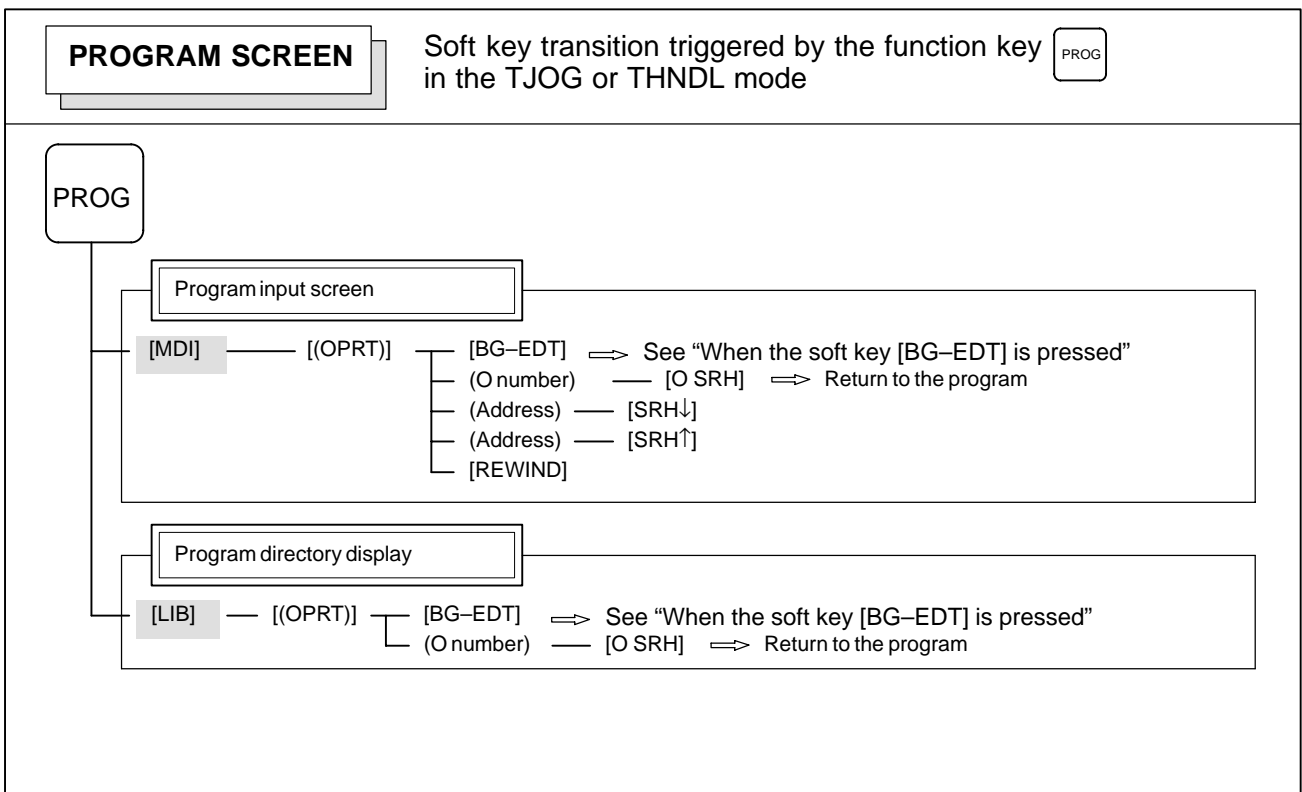 PROGRAM SCREEN
Soft key transition triggered by the function key PROG
in the TJOG or THNDL mode
PROG
Program input screen
[MDI] [(OPRT)] [BG–EDT] ⇒ See “When the soft key [BG–EDT] is pressed”
(O number) [O SRH] ⇒ Return to the program
(Address) [SRH↓]
(Address) [SRH↑]
[REWIND]
Program directory display
[LIB] [(OPRT)] [BG–EDT] ⇒ See “When the soft key [BG–EDT] is pressed”
(O number) [O SRH] ⇒ Return to the program